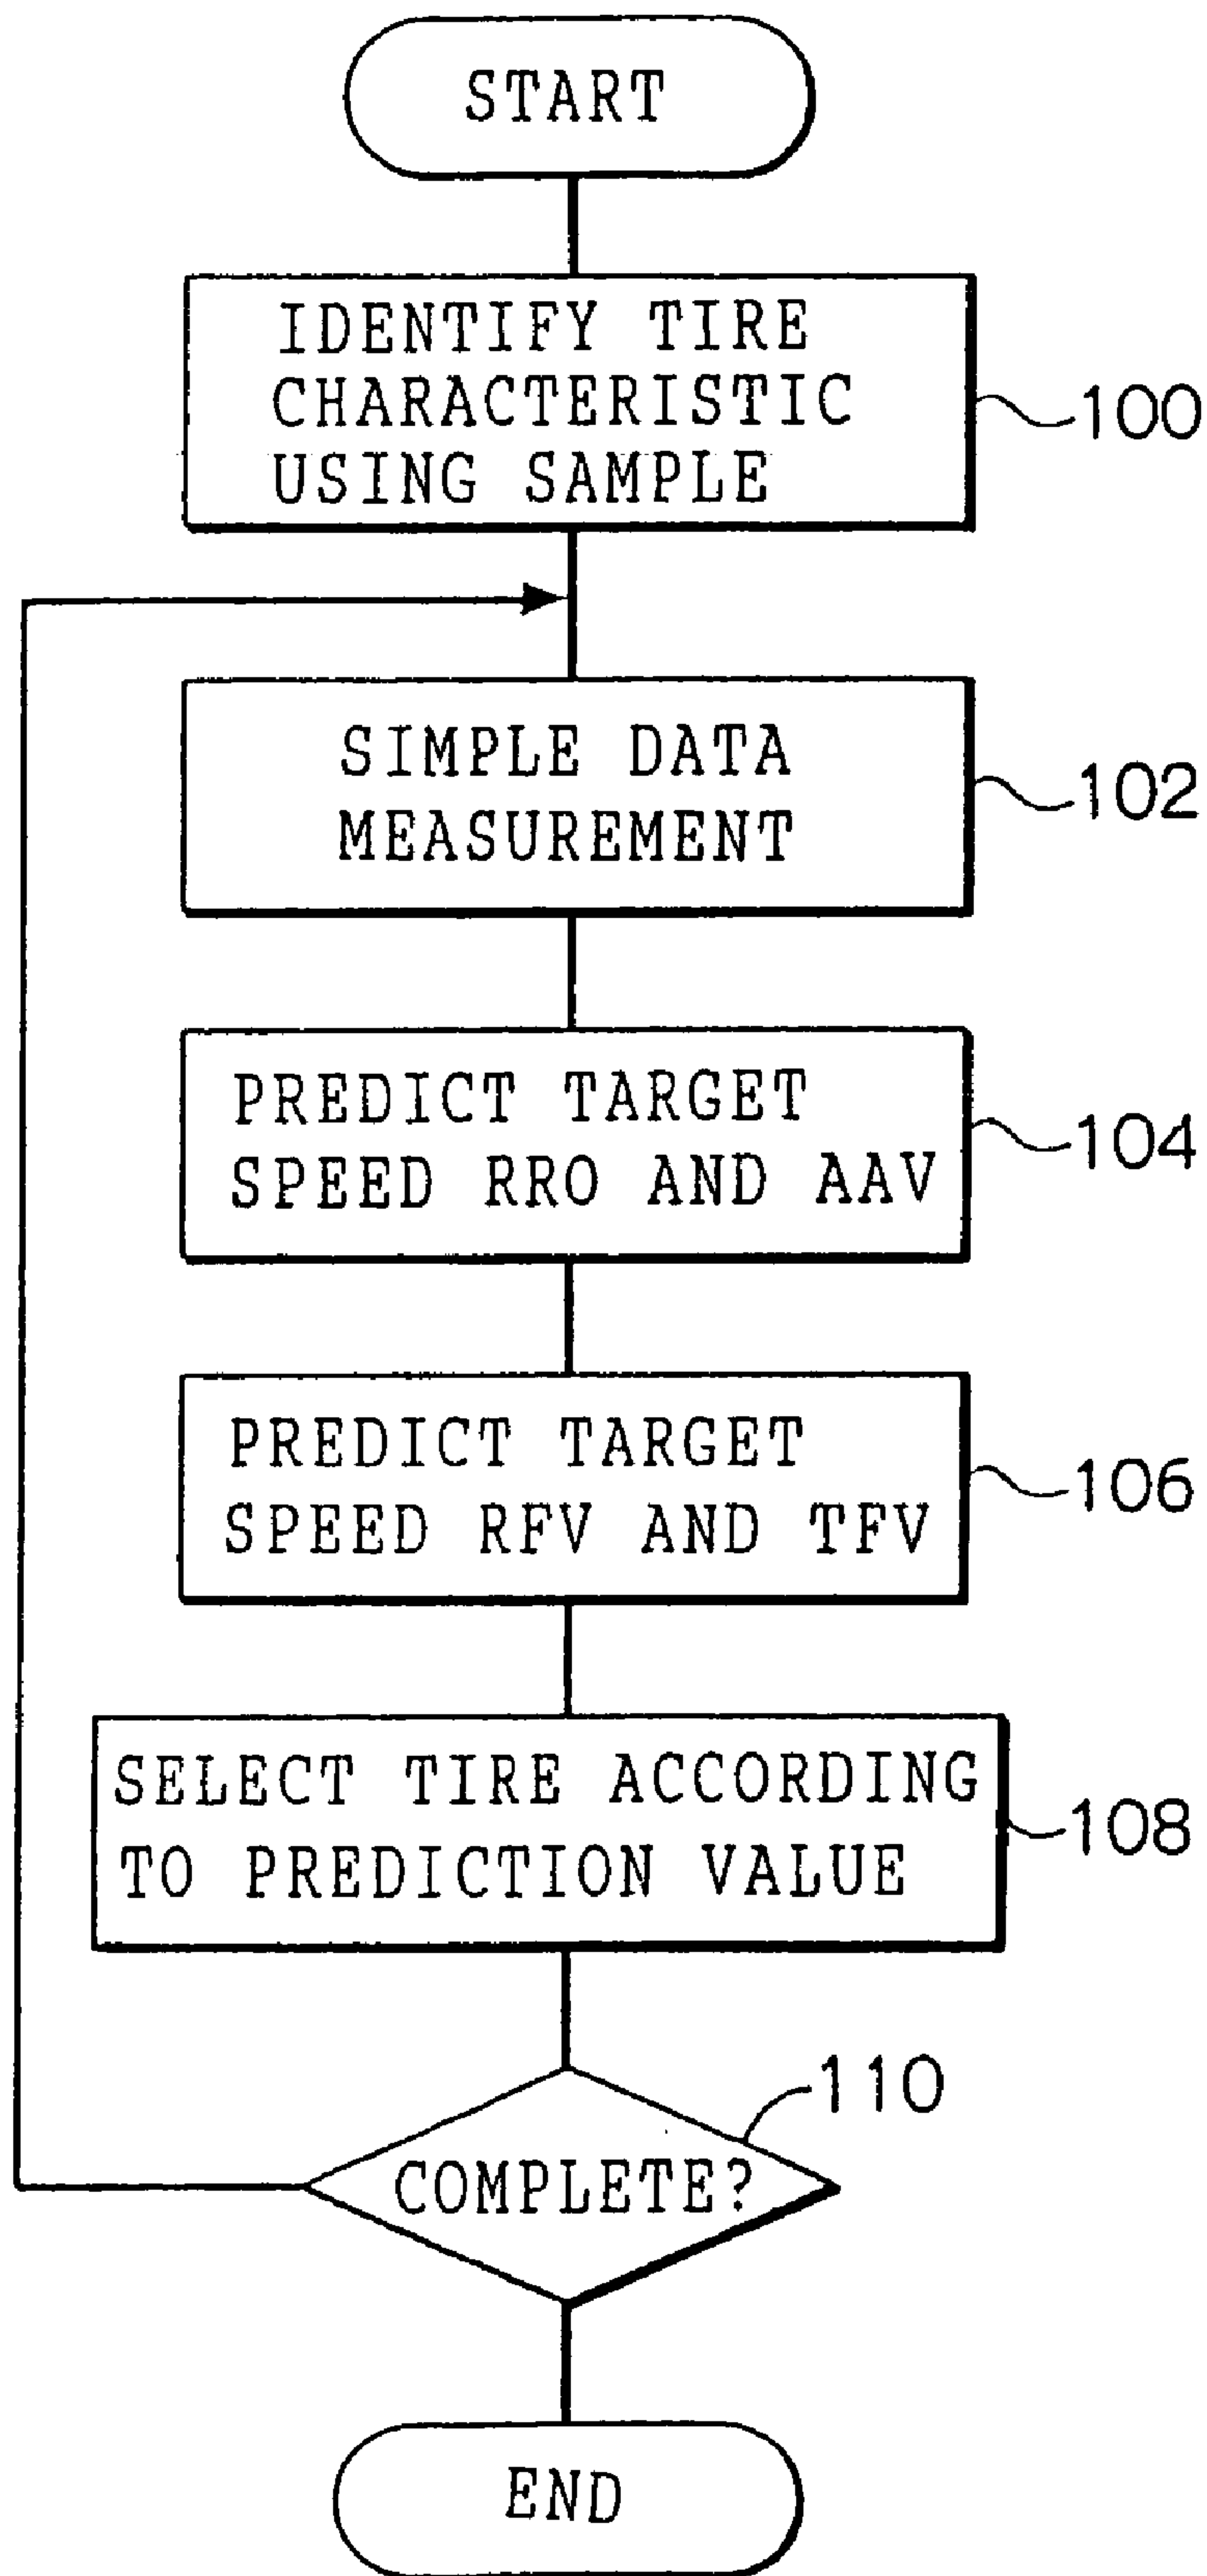 START
IDENTIFY TIRE
CHARACTERISTIC
USING SAMPLE
100
SIMPLE DATA
MEASUREMENT
102
PREDICT TARGET
SPEED RRO AND AAV
104
PREDICT TARGET
SPEED RFV AND TFV
106
SELECT TIRE ACCORDING
TO PREDICTION VALUE
108
110
COMPLETE?
END